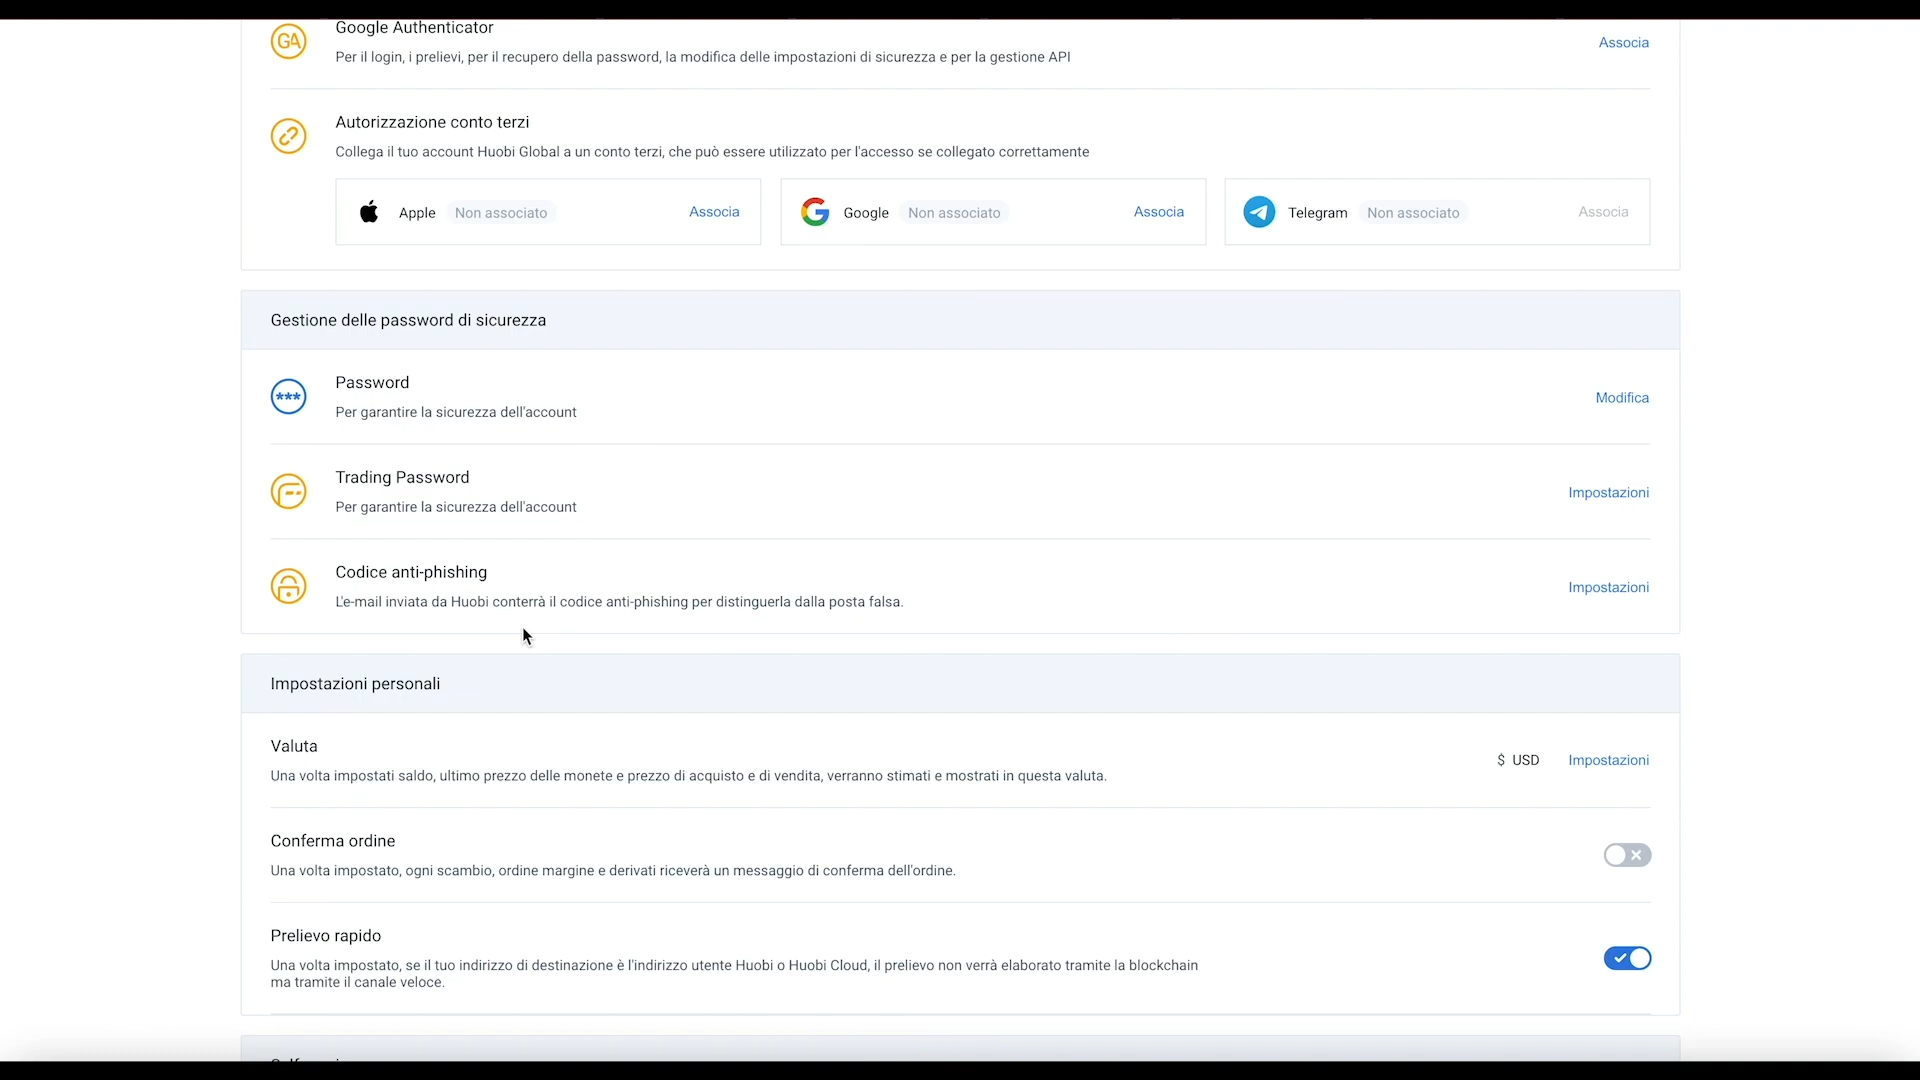 Google Authenticator
Per il login, i prelievi, per il recupero della password, la modifica delle impostazioni di sicurezza e per la gestione API
Associa
Autorizzazione conto terzi
Collega il tuo account Huobi Global a un conto terzi, che può essere utilizzato per l'accesso se collegato correttamente
Apple Non associato Associa
Google Non associato Associa
Telegram Non associato Associa
Gestione delle password di sicurezza
Password
Per garantire la sicurezza dell'account
Modifica
Trading Password
Per garantire la sicurezza dell'account
Impostazioni
Codice anti-phishing
L'e-mail inviata da Huobi conterrà il codice anti-phishing per distinguerla dalla posta falsa.
Impostazioni
Impostazioni personali
Valuta
Una volta impostati saldo, ultimo prezzo delle monete e prezzo di acquisto e di vendita, verranno stimati e mostrati in questa valuta.
$ USD Impostazioni
Conferma ordine
Una volta impostato, ogni scambio, ordine margine e derivati riceverà un messaggio di conferma dell'ordine.
Prelievo rapido
Una volta impostato, se il tuo indirizzo di destinazione è l'indirizzo utente Huobi o Huobi Cloud, il prelievo non verrà elaborato tramite la blockchain
ma tramite il canale veloce.